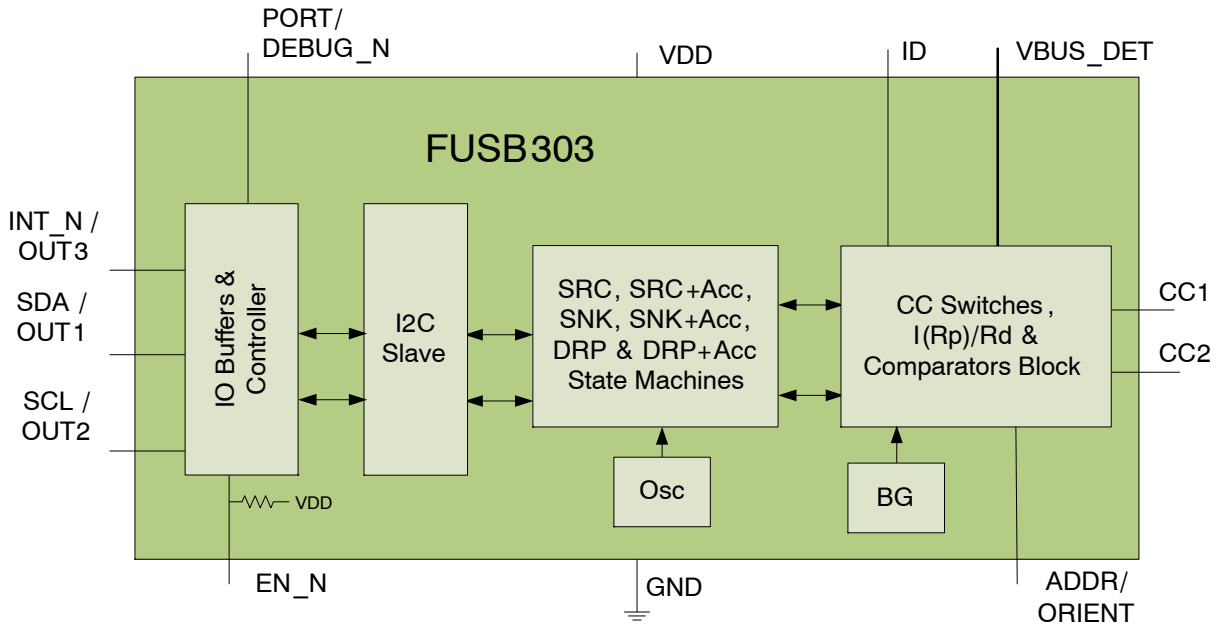 PORT/
DEBUG_N
VDD
ID
VBUS_DET
FUSB303
INT_N /
OUT3
SDA /
OUT1
SCL /
OUT2
IO Buffers &
Controller
I2C
Slave
SRC, SRC+Acc,
SNK, SNK+Acc,
DRP & DRP+Acc
State Machines
CC Switches,
I(Rp)/Rd &
Comparators Block
CC1
CC2
Osc
BG
VDD
EN_N
GND
ADDR/
ORIENT